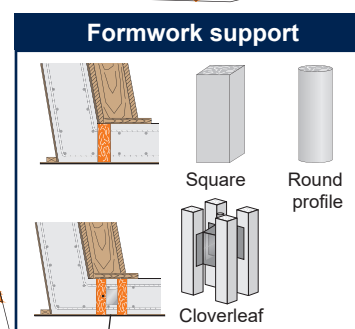 Formwork support
Square
Round
profile
Cloverleaf